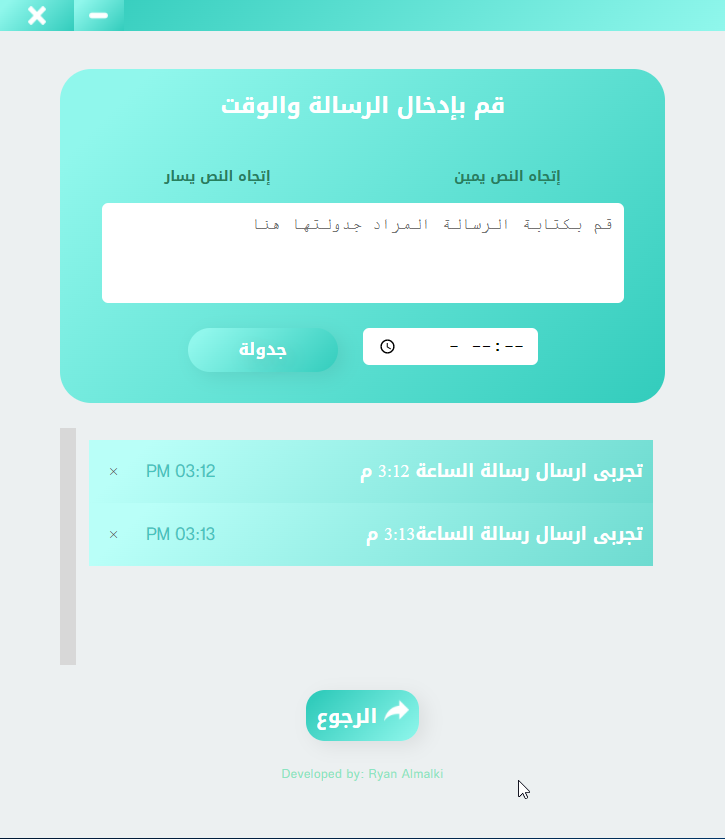 قم بإدخال الرسالة والوقت
إتجاه النص يمين
إتجاه النص يسار
قم بكتابة الرسالة المراد جدولتها هنا
--:-- -
جدولة
تجربى ارسال رسالة الساعة 3:12 م
03:12 PM
×
تجربى ارسال رسالة الساعة3:13 م
03:13 PM
×
الرجوع
Developed by: Ryan Almalki